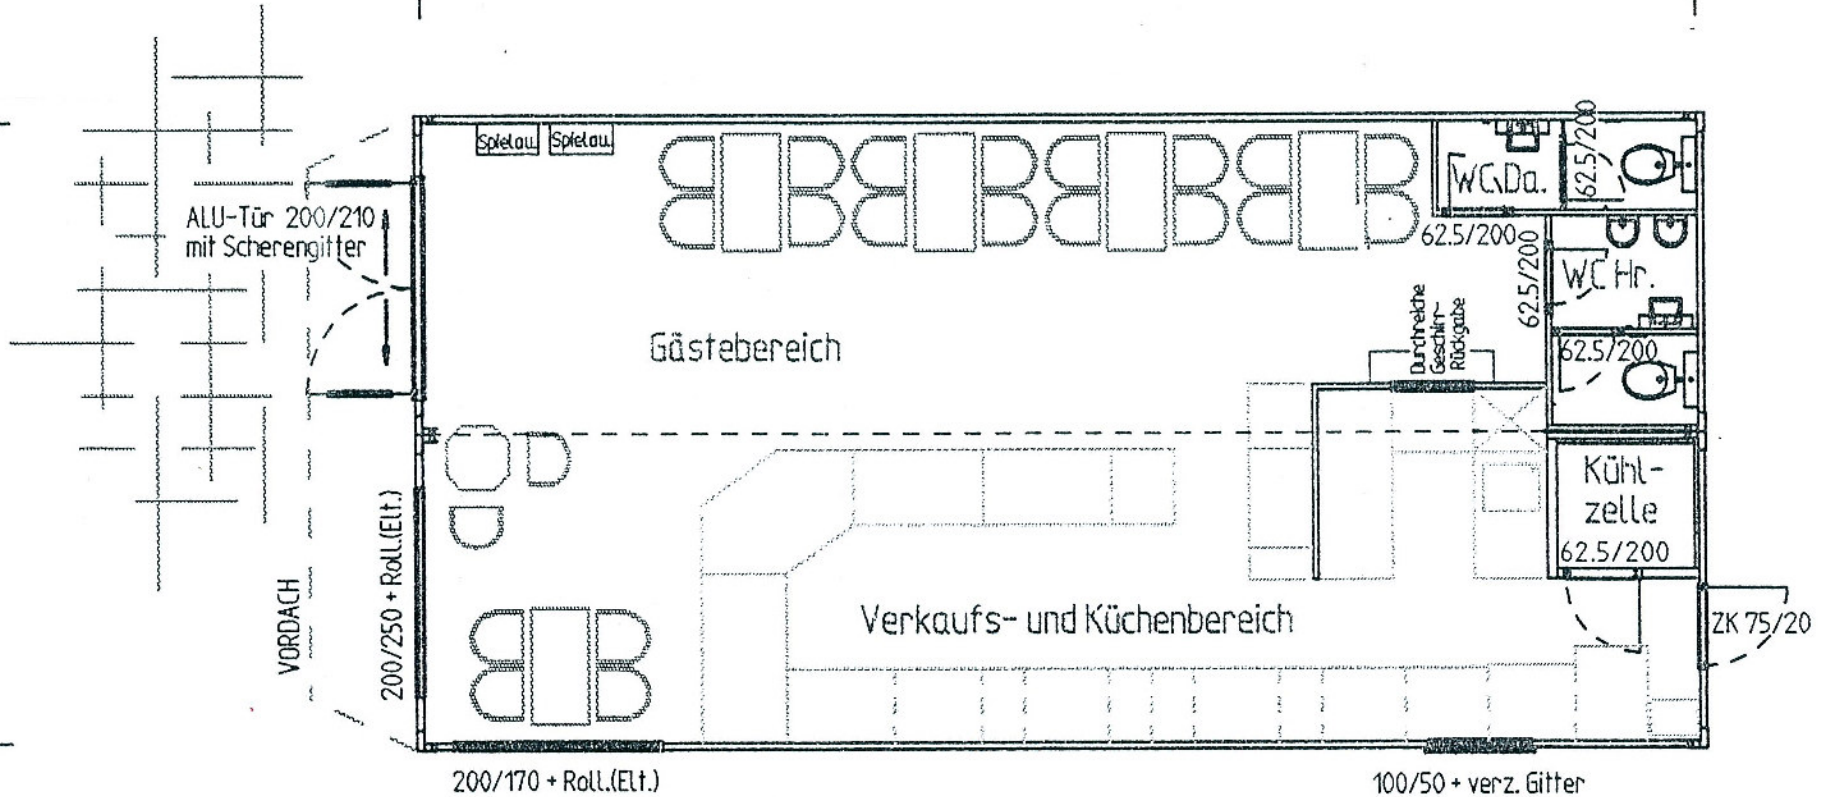 Spielau Spielau
ALU-Tür 200/210
mit Scherengitter
WC Da.
62.5/200
62.5/200
62.5/200
WC Hr.
62.5/200
Durchreiche
Geschirr-
Rückgabe
Gästebereich
Kühl-
zelle
62.5/200
VORDACH
200/250 + Roll.(Elt.)
Verkaufs- und Küchenbereich
ZK 75/20
200/170 + Roll.(Elt.)
100/50 + verz. Gitter